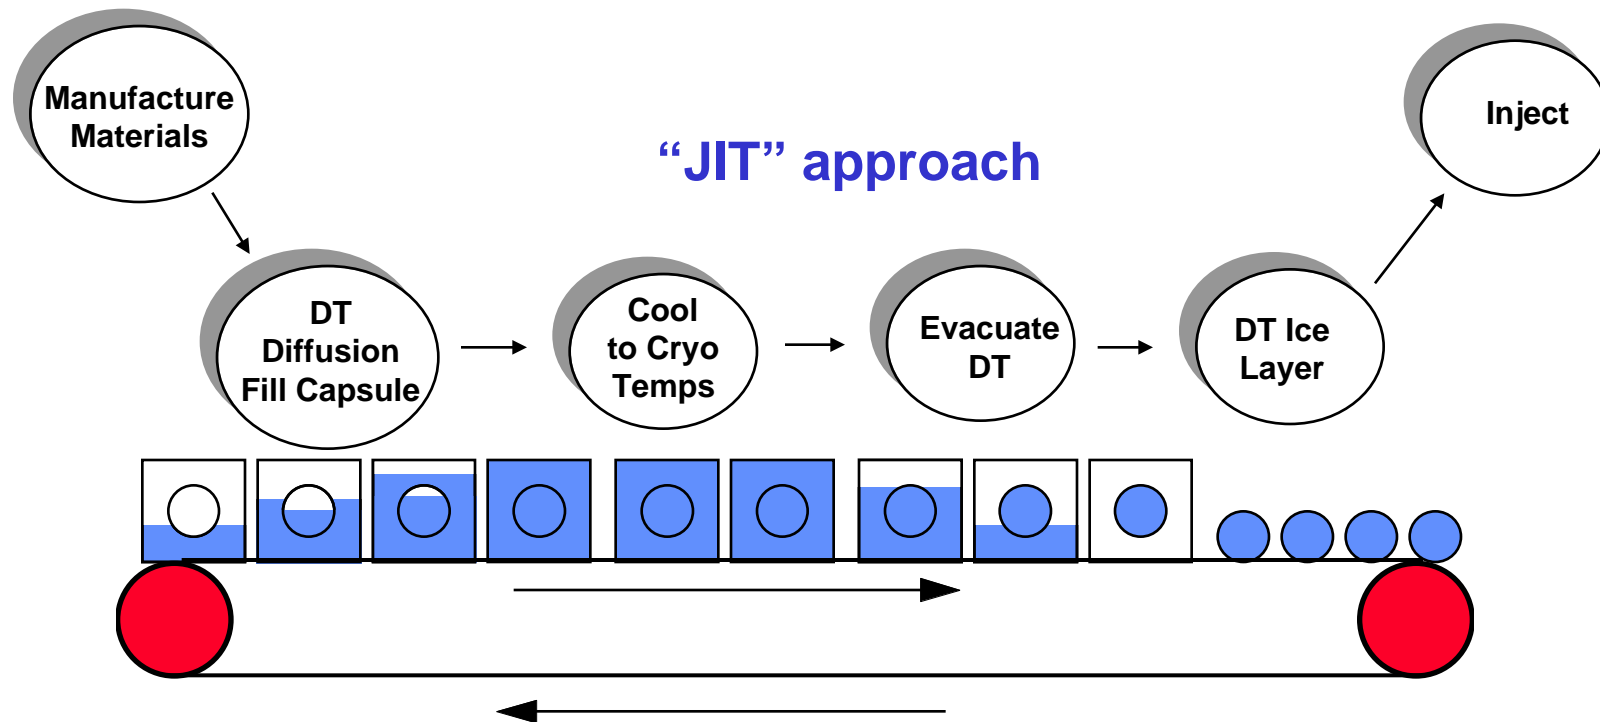 Manufacture
Materials
“JIT” approach
Inject
DT
Diffusion
Fill Capsule
Cool
to Cryo
Temps
Evacuate
DT
DT Ice
Layer